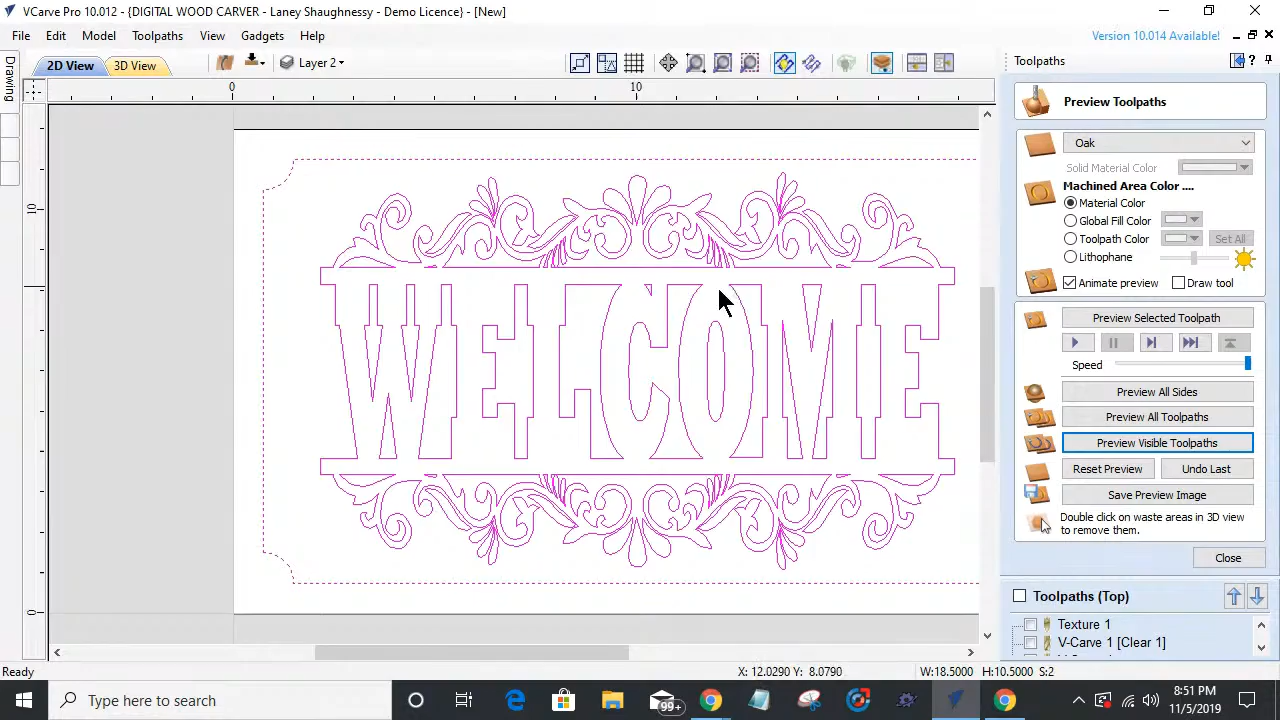 VCarve Pro 10.012 - {DIGITAL WOOD CARVER - Laney Shaughnessy - Demo Licence} - [New]
File Edit Model Toolpaths View Gadgets Help
Version 10.014 Available!
2D View 3D View Layer 2
Drawing
0 10
10
0
WELCOME
Toolpaths
Preview Toolpaths
Oak
Solid Material Color
Machined Area Color ....
Material Color
Global Fill Color
Toolpath Color Set All
Lithophane
Animate preview Draw tool
Preview Selected Toolpath
Speed
Preview All Sides
Preview All Toolpaths
Preview Visible Toolpaths
Reset Preview Undo Last
Save Preview Image
Double click on waste areas in 3D view
to remove them.
Close
Toolpaths (Top)
Texture 1
V-Carve 1 [Clear 1]
Ready X: 12.0290 Y: 8.0790 W:18.5000 H:10.5000 S:2
Type here to search
99+
8:51 PM
11/5/2019